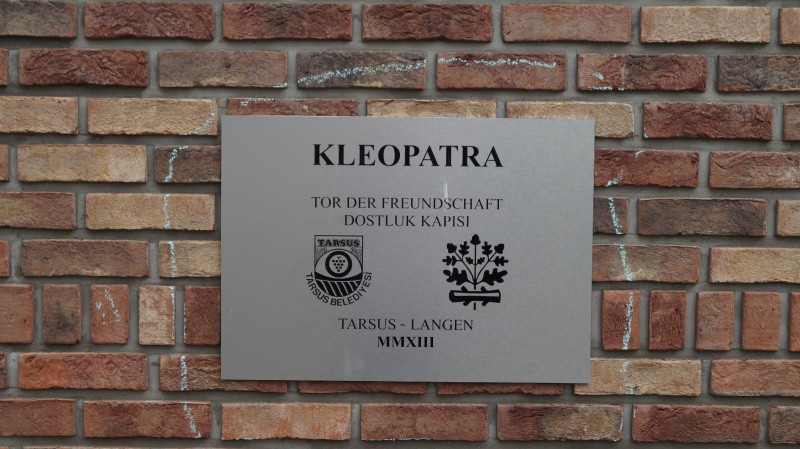 KLEOPATRA
TOR DER FREUNDSCHAFT
DOSTLUK KAPISI
TARSUS
TARSUS BELEDİYESİ
TARSUS - LANGEN
MMXIII